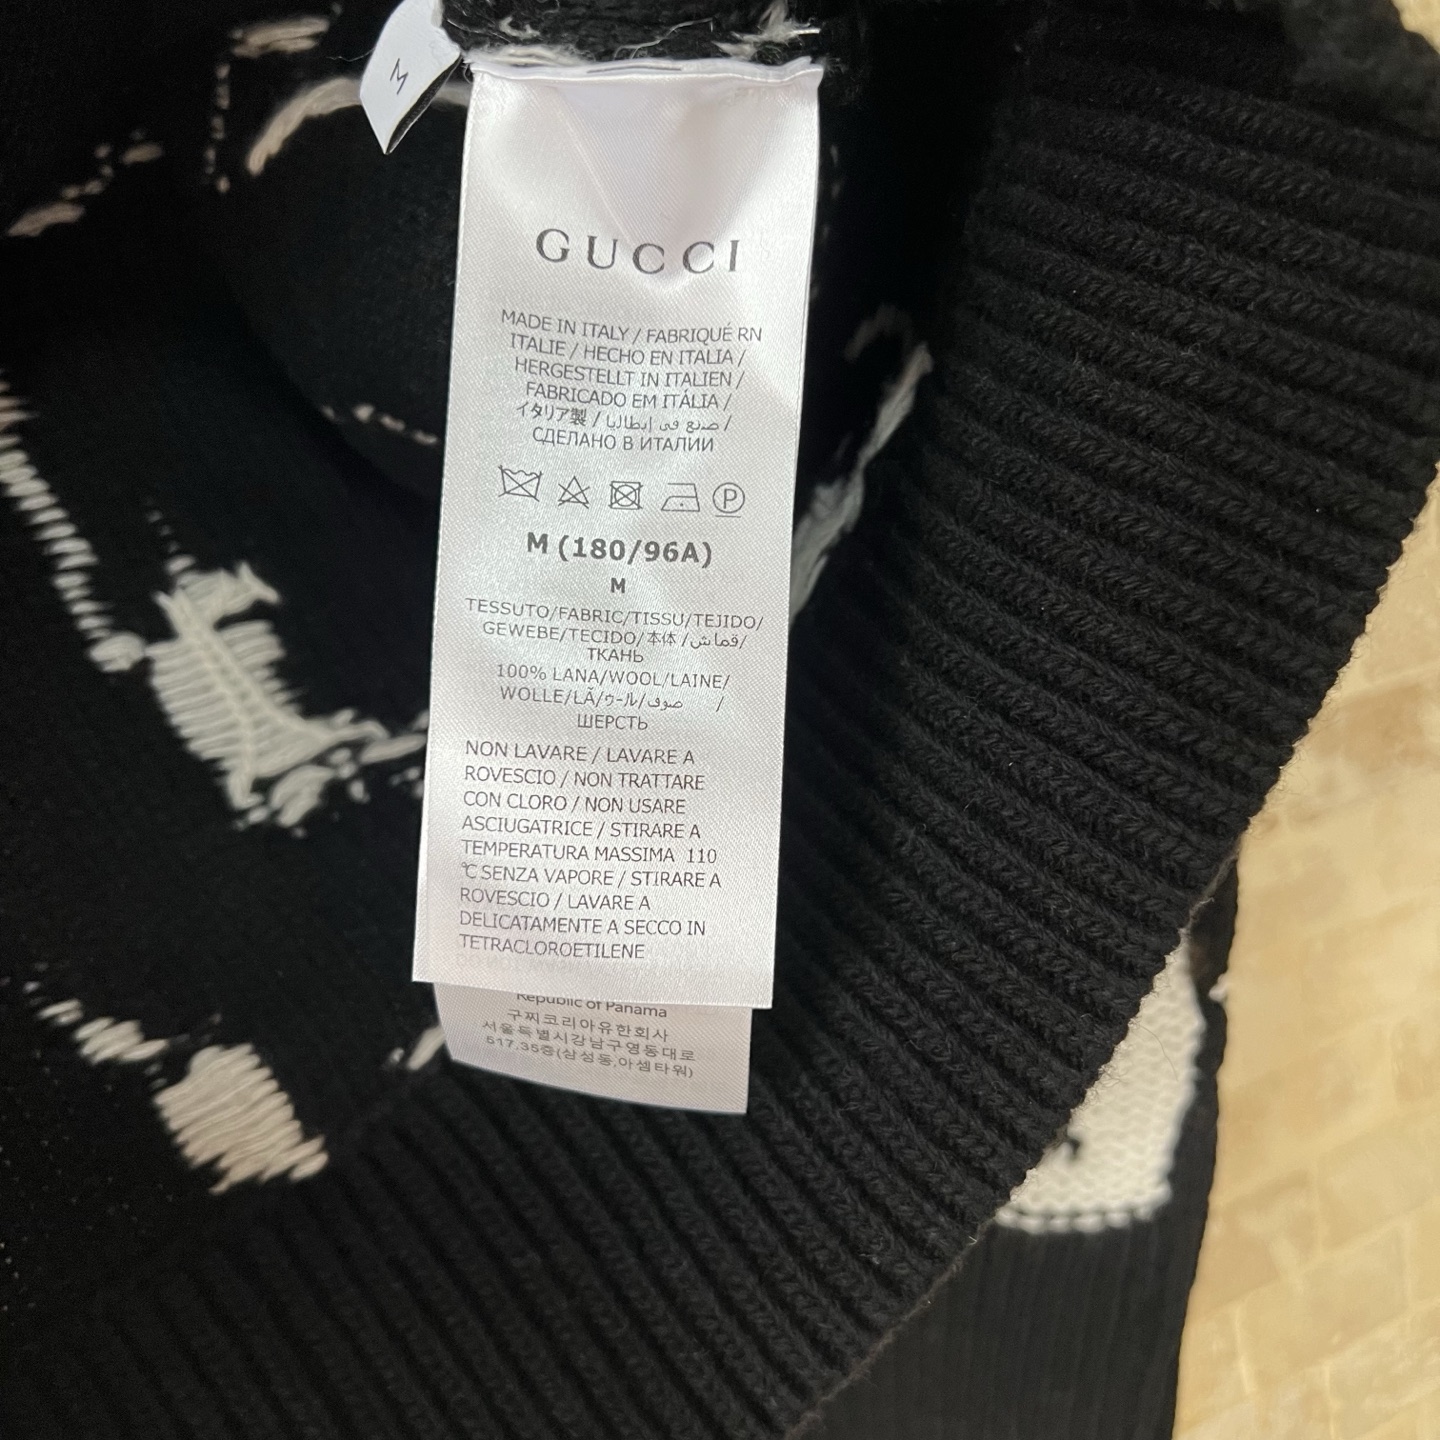 M
GUCCI
MADE IN ITALY / FABRIQUÉ RN
ITALIE / HECHO EN ITALIA /
HERGESTELLT IN ITALIEN /
FABRICADO EM ITÁLIA /
イタリア製 / صنع في إيطاليا /
СДЕЛАНО В ИТАЛИИ
P
M (180/96A)
M
TESSUTO/FABRIC/TISSU/TEJIDO/
GEWEBE/TECIDO/本体/قماش/
ТКАНЬ
100% LANA/WOOL/LAINE/
WOLLE/LÃ/ウール/صوف /
ШЕРСТЬ
NON LAVARE / LAVARE A
ROVESCIO / NON TRATTARE
CON CLORO / NON USARE
ASCIUGATRICE / STIRARE A
TEMPERATURA MASSIMA 110
℃ SENZA VAPORE / STIRARE A
ROVESCIO / LAVARE A
DELICATAMENTE A SECCO IN
TETRACLOROETILENE
Republic of Panama
구찌코리아유한회사
서울특별시강남구영동대로
517,35층(삼성동,아셈타워)